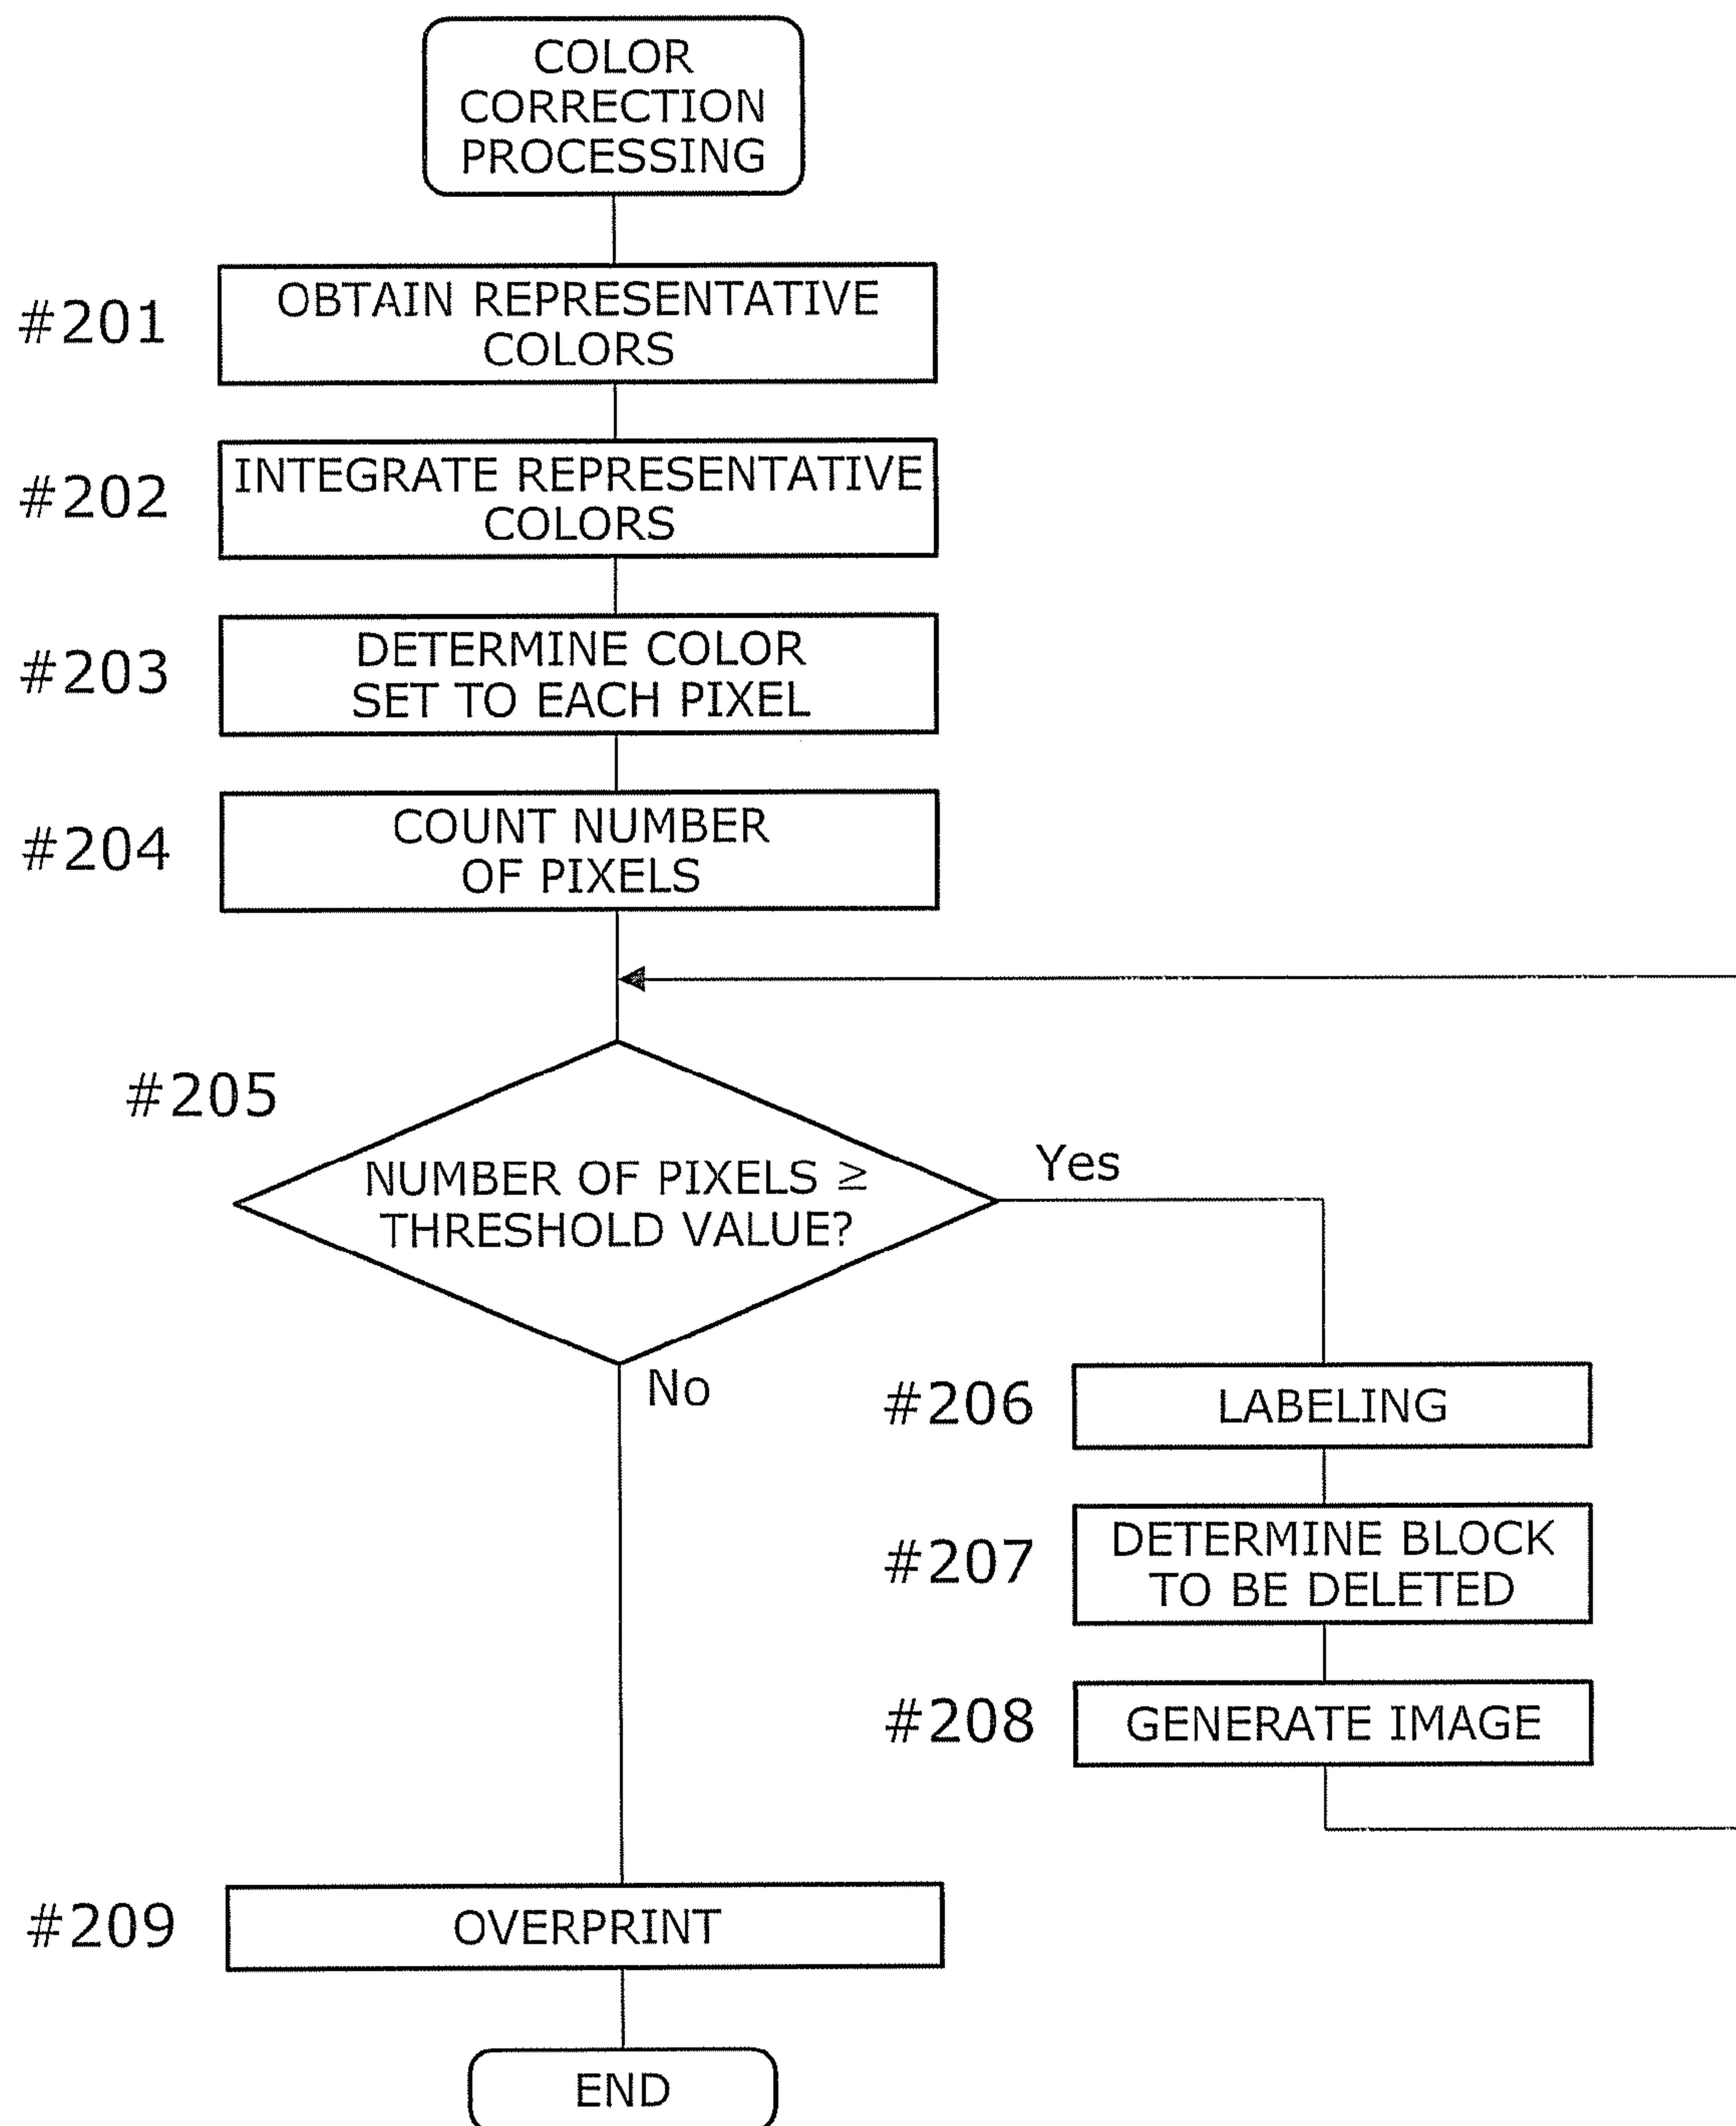 COLOR
CORRECTION
PROCESSING
#201
OBTAIN REPRESENTATIVE
COLORS
#202
INTEGRATE REPRESENTATIVE
COLORS
#203
DETERMINE COLOR
SET TO EACH PIXEL
#204
COUNT NUMBER
OF PIXELS
#205
NUMBER OF PIXELS ≥
THRESHOLD VALUE?
Yes
No
#206
LABELING
#207
DETERMINE BLOCK
TO BE DELETED
#208
GENERATE IMAGE
#209
OVERPRINT
END